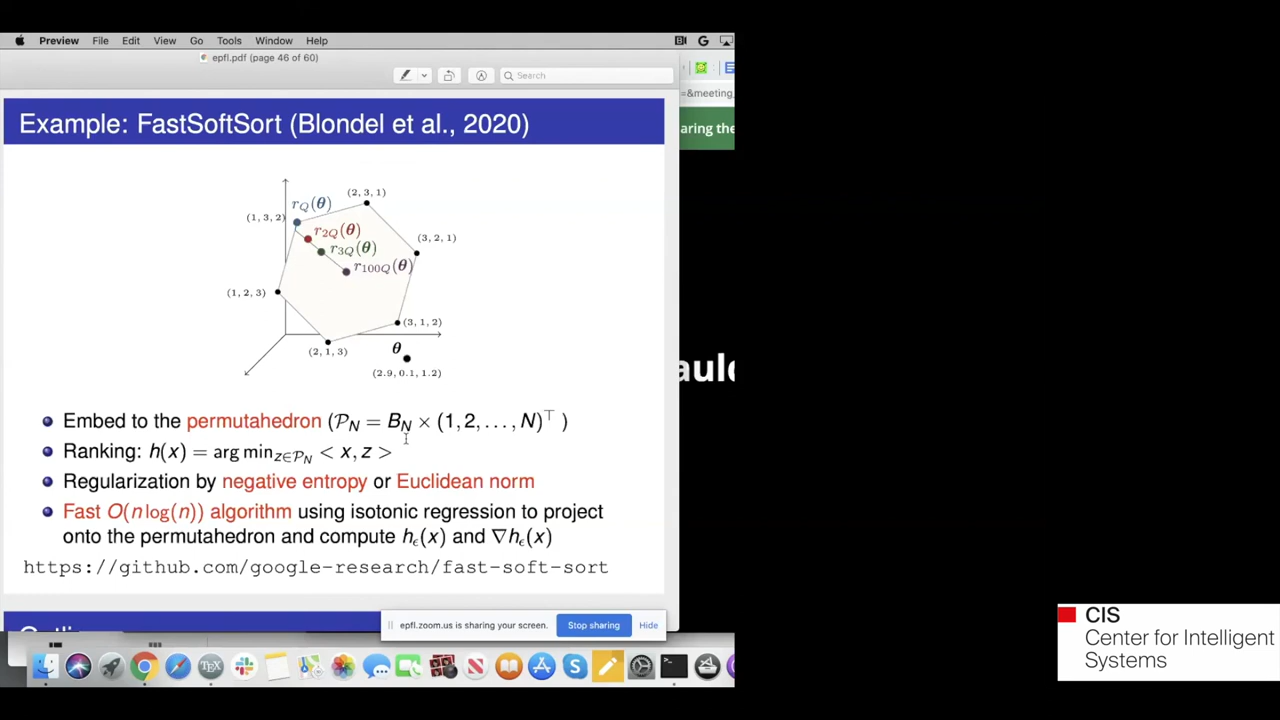 Preview File Edit View Go Tools Window Help
epfl.pdf (page 46 of 60)
Search
=&meeting_
aring the
Example: FastSoftSort (Blondel et al., 2020)
(2, 3, 1)
r_Q(θ)
(1, 3, 2)
r_2Q(θ)
(3, 2, 1)
r_3Q(θ)
r_100Q(θ)
(1, 2, 3)
(3, 1, 2)
θ
(2, 1, 3)
(2.9, 0.1, 1.2)
auld
Embed to the permutahedron (𝒫_N = B_N × (1, 2, . . . , N)^⊤ )
Ranking: h(x) = arg min_{z∈𝒫_N} < x, z >
Regularization by negative entropy or Euclidean norm
Fast O(n log(n)) algorithm using isotonic regression to project
onto the permutahedron and compute h_ϵ(x) and ∇h_ϵ(x)
https://github.com/google-research/fast-soft-sort
epfl.zoom.us is sharing your screen. Stop sharing Hide
CIS
Center for Intelligent
Systems